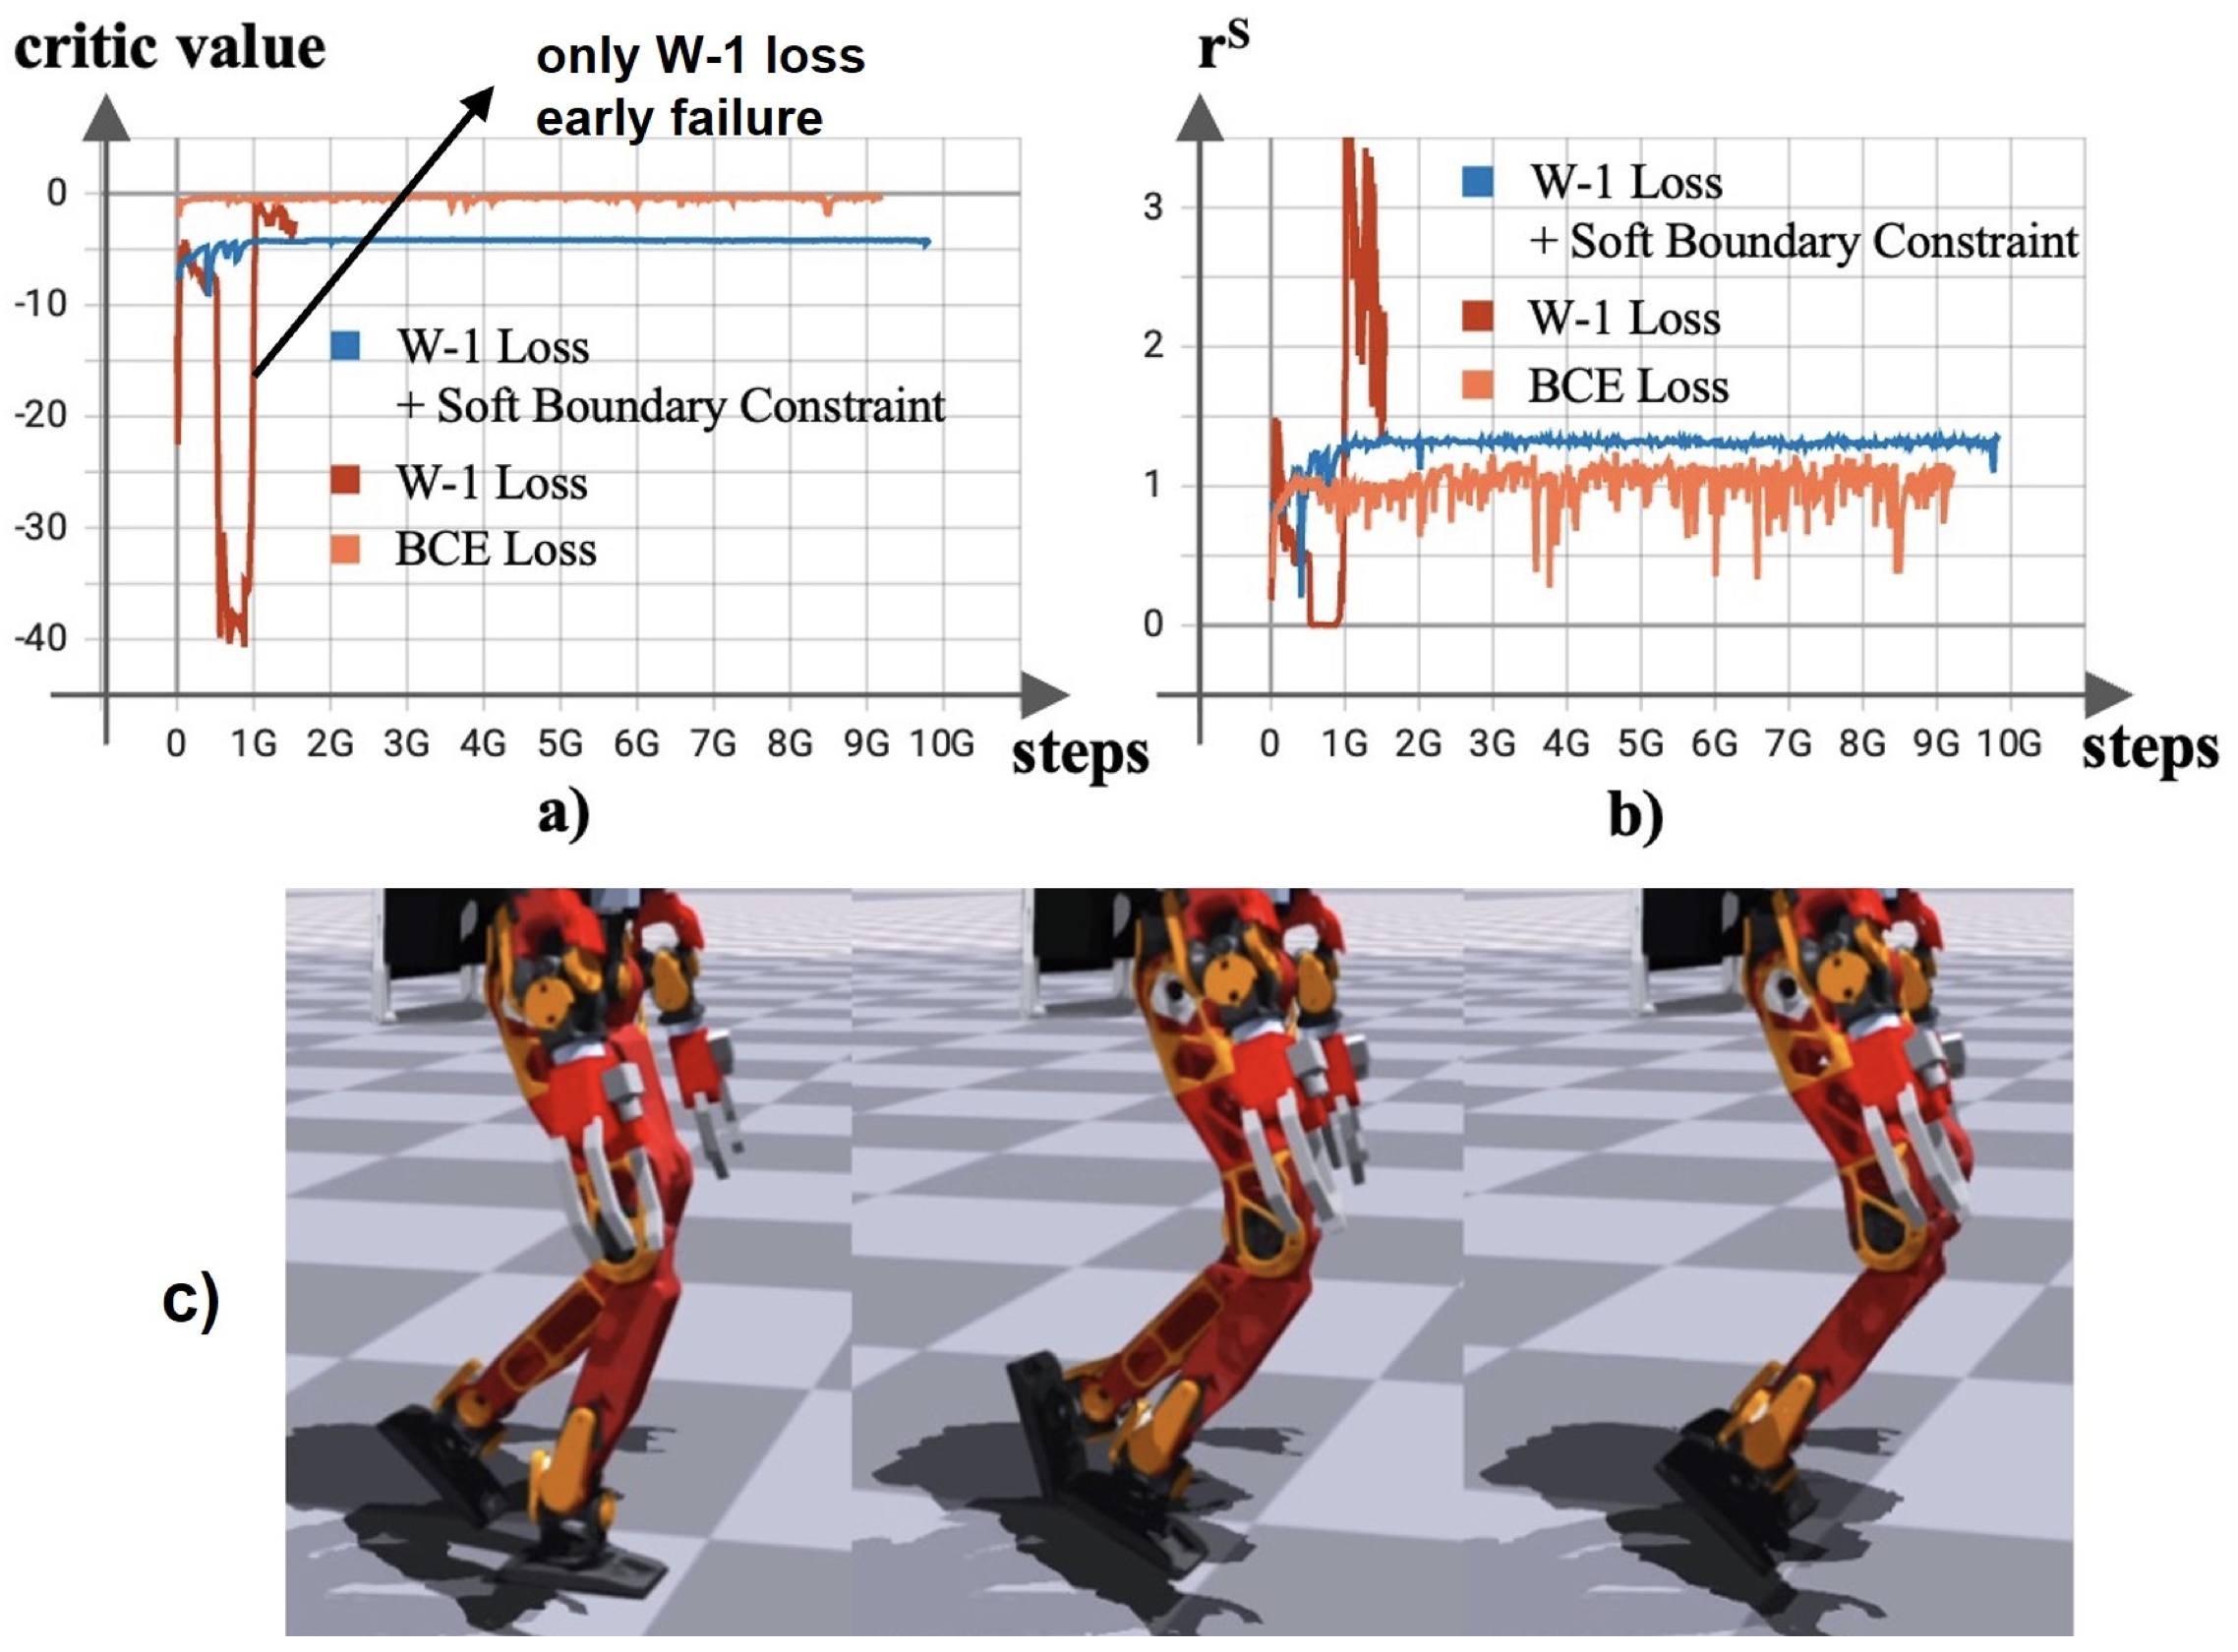 critic value
only W-1 loss
early failure
0
-10
-20
-30
-40
W-1 Loss
+ Soft Boundary Constraint
W-1 Loss
BCE Loss
0 1G 2G 3G 4G 5G 6G 7G 8G 9G 10G
steps
a)
rS
3
2
1
0
W-1 Loss
+ Soft Boundary Constraint
W-1 Loss
BCE Loss
0 1G 2G 3G 4G 5G 6G 7G 8G 9G 10G
steps
b)
c)